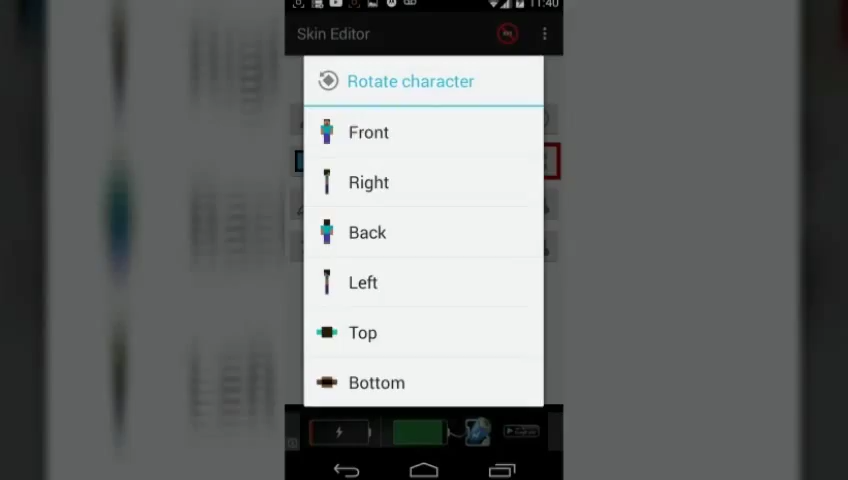 11:40
Skin Editor
Rotate character
Front
Right
Back
Left
Top
Bottom